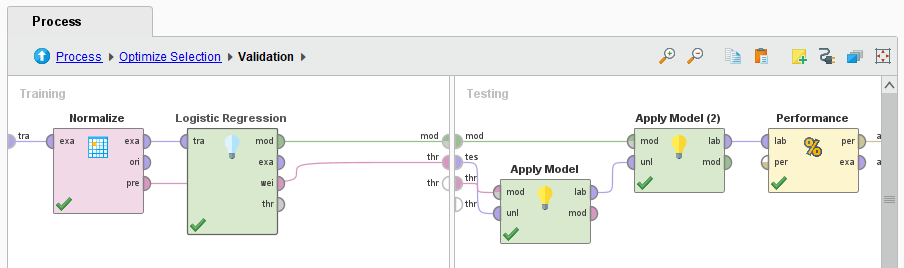 Process
Process Optimize Selection Validation
Training
Testing
Normalize
Logistic Regression
Apply Model (2)
Performance
tra
exa
exa
tra
mod
mod
mod
mod
lab
lab
per
a
ori
exa
thr
tes
unl
mod
per
exa
a
Apply Model
pre
wei
thr
thr
mod
lab
thr
thr
unl
mod